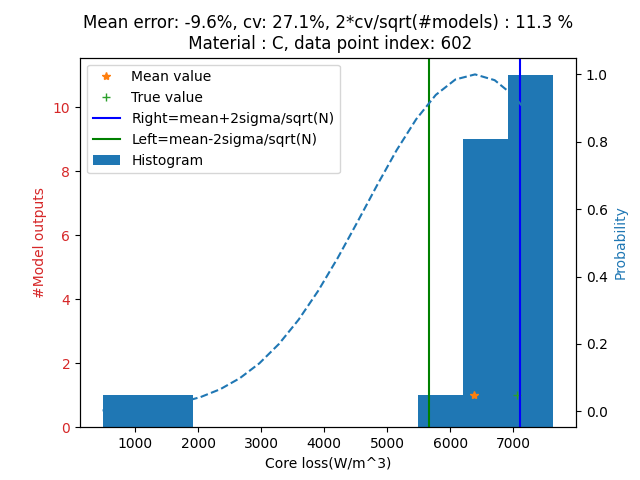 Mean error: -9.6%, cv: 27.1%, 2*cv/sqrt(#models) : 11.3 %
Material : C, data point index: 602
Mean value
True value
Right=mean+2sigma/sqrt(N)
Left=mean-2sigma/sqrt(N)
Histogram
#Model outputs
10
8
6
4
2
0
1.0
0.8
0.6
0.4
0.2
0.0
Probability
1000 2000 3000 4000 5000 6000 7000
Core loss(W/m^3)